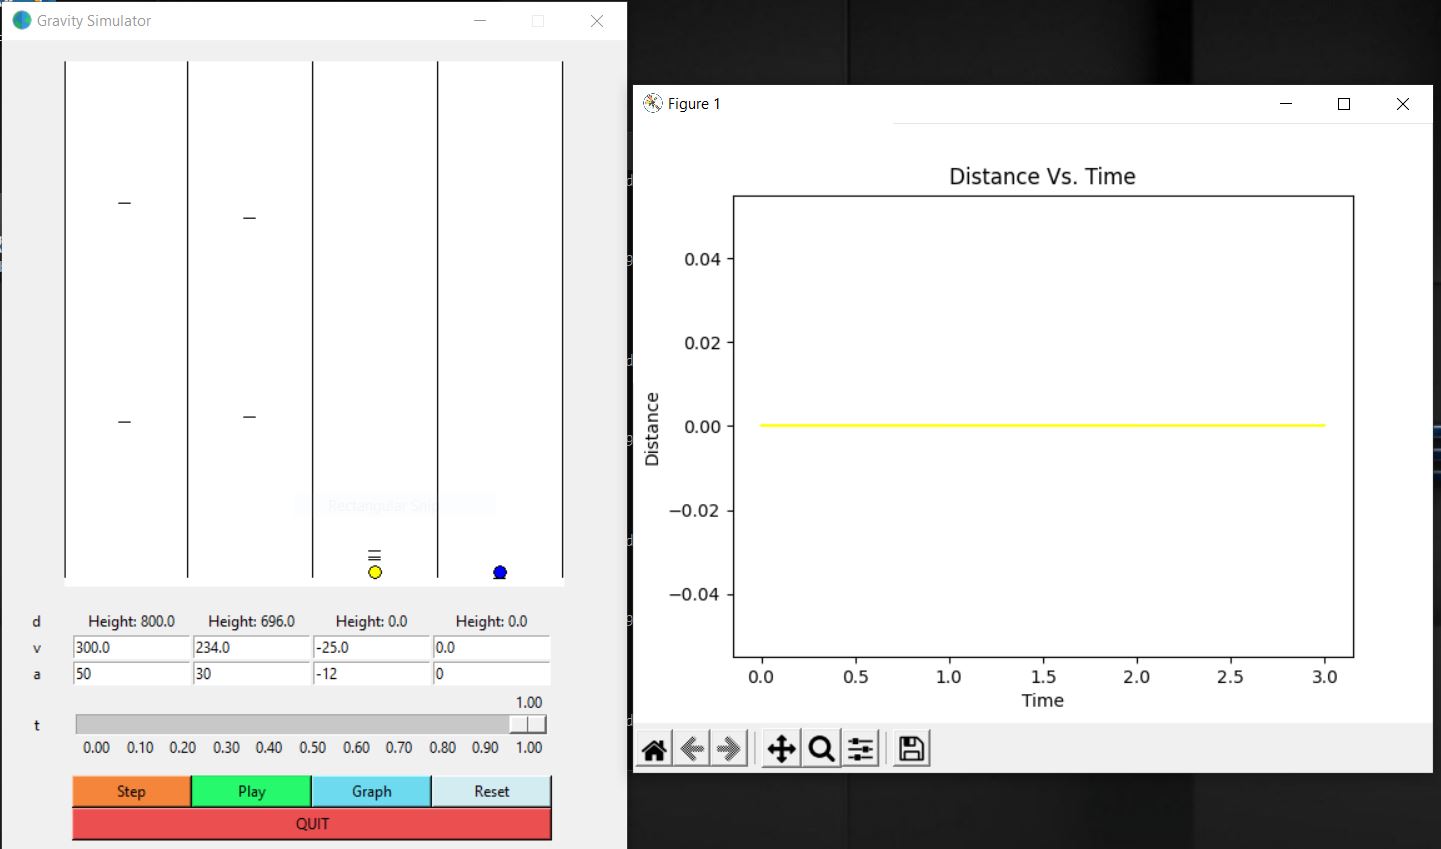 Gravity Simulator
d Height: 800.0 Height: 696.0 Height: 0.0 Height: 0.0
v 300.0 234.0 -25.0 0.0
a 50 30 -12 0
1.00
t
0.00 0.10 0.20 0.30 0.40 0.50 0.60 0.70 0.80 0.90 1.00
Step Play Graph Reset
QUIT
Figure 1
Distance Vs. Time
Distance
0.04
0.02
0.00
−0.02
−0.04
0.0 0.5 1.0 1.5 2.0 2.5 3.0
Time